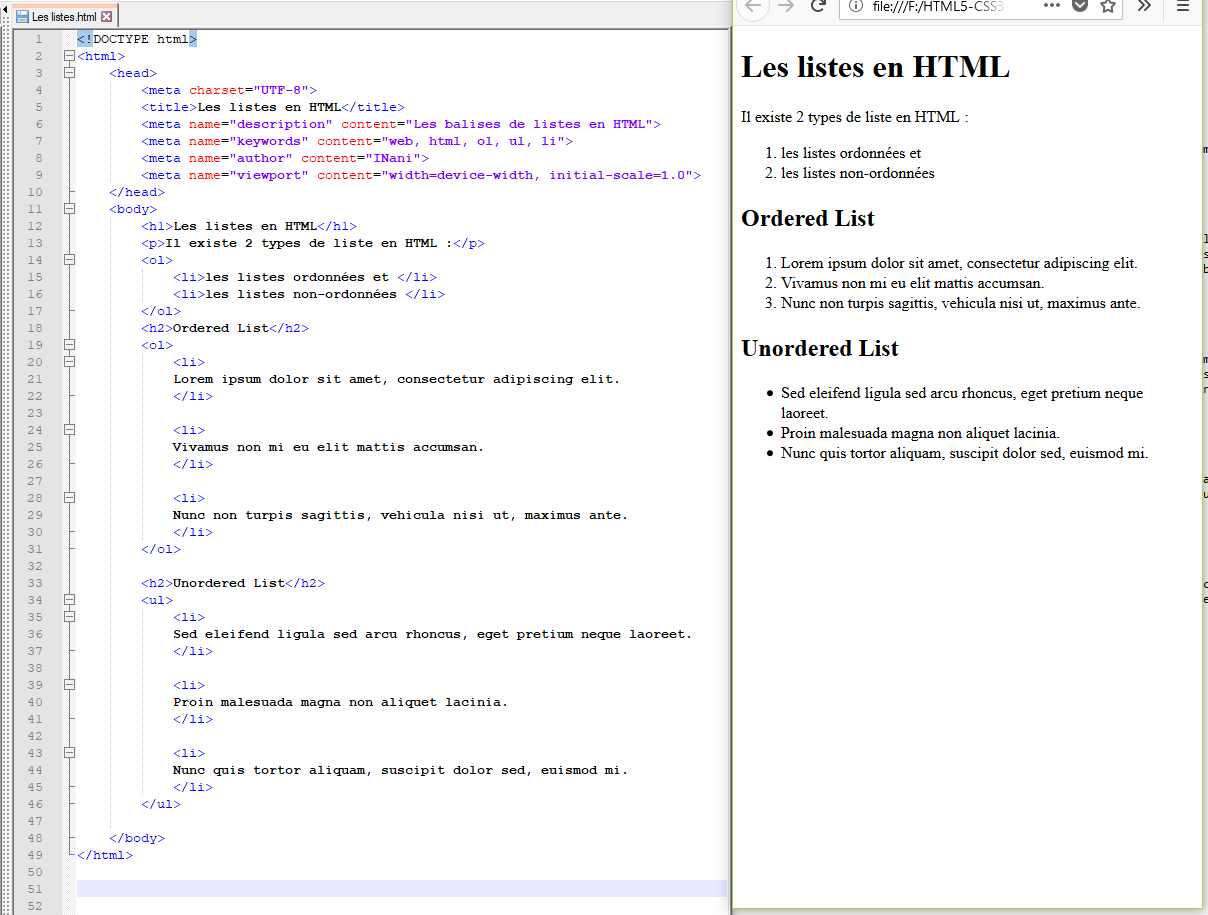 Les listes.html
1 <!DOCTYPE html>
2 <html>
3 <head>
4 <meta charset="UTF-8">
5 <title>Les listes en HTML</title>
6 <meta name="description" content="Les balises de listes en HTML">
7 <meta name="keywords" content="web, html, ol, ul, li">
8 <meta name="author" content="INani">
9 <meta name="viewport" content="width=device-width, initial-scale=1.0">
10 </head>
11 <body>
12 <h1>Les listes en HTML</h1>
13 <p>Il existe 2 types de liste en HTML :</p>
14 <ol>
15 <li>les listes ordonnées et </li>
16 <li>les listes non-ordonnées </li>
17 </ol>
18 <h2>Ordered List</h2>
19 <ol>
20 <li>
21 Lorem ipsum dolor sit amet, consectetur adipiscing elit.
22 </li>
23
24 <li>
25 Vivamus non mi eu elit mattis accumsan.
26 </li>
27
28 <li>
29 Nunc non turpis sagittis, vehicula nisi ut, maximus ante.
30 </li>
31 </ol>
32
33 <h2>Unordered List</h2>
34 <ul>
35 <li>
36 Sed eleifend ligula sed arcu rhoncus, eget pretium neque laoreet.
37 </li>
38
39 <li>
40 Proin malesuada magna non aliquet lacinia.
41 </li>
42
43 <li>
44 Nunc quis tortor aliquam, suscipit dolor sed, euismod mi.
45 </li>
46 </ul>
47
48 </body>
49 </html>
50
51
52
file:///F:/HTML5-CSS3
Les listes en HTML
Il existe 2 types de liste en HTML :
1. les listes ordonnées et
2. les listes non-ordonnées
Ordered List
1. Lorem ipsum dolor sit amet, consectetur adipiscing elit.
2. Vivamus non mi eu elit mattis accumsan.
3. Nunc non turpis sagittis, vehicula nisi ut, maximus ante.
Unordered List
• Sed eleifend ligula sed arcu rhoncus, eget pretium neque
laoreet.
• Proin malesuada magna non aliquet lacinia.
• Nunc quis tortor aliquam, suscipit dolor sed, euismod mi.